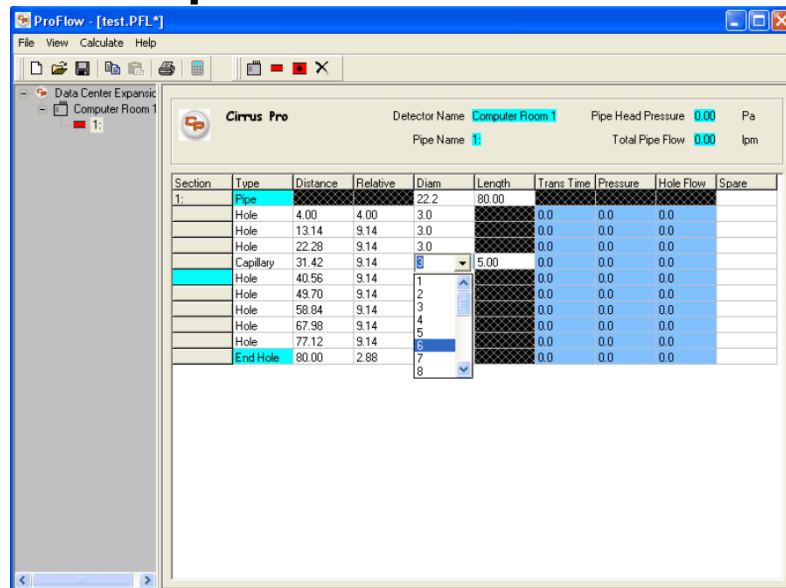 ProFlow - [test.PFL*]
File View Calculate Help
Data Center Expansic
Computer Room 1
1:
Cirrus Pro
Detector Name Computer Room 1 Pipe Head Pressure 0.00 Pa
Pipe Name 1: Total Pipe Flow 0.00 lpm
Section Type Distance Relative Diam Length Trans Time Pressure Hole Flow Spare
1: Pipe 22.2 80.00
Hole 4.00 4.00 3.0 0.0 0.0 0.0
Hole 13.14 9.14 3.0 0.0 0.0 0.0
Hole 22.28 9.14 3.0 0.0 0.0 0.0
Capillary 31.42 9.14 3 5.00 0.0 0.0 0.0
Hole 40.56 9.14 1 0.0 0.0 0.0
Hole 49.70 9.14 2 0.0 0.0 0.0
Hole 58.84 9.14 3 0.0 0.0 0.0
4
Hole 67.98 9.14 5 0.0 0.0 0.0
Hole 77.12 9.14 6 0.0 0.0 0.0
End Hole 80.00 2.88 7 0.0 0.0 0.0
8